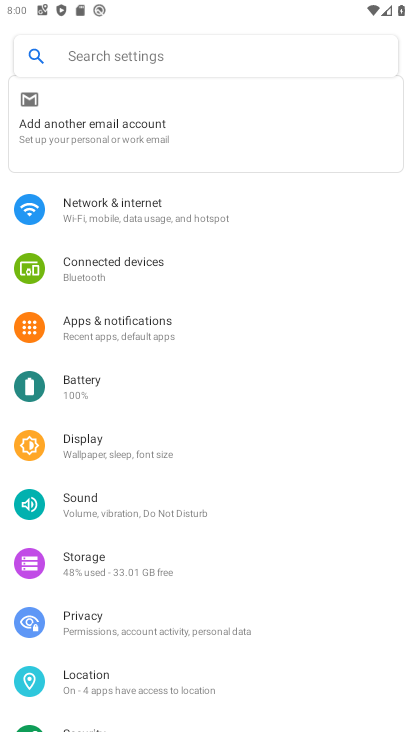 8:00
Search settings
Add another email account
Set up your personal or work email
Network & internet
Wi-Fi, mobile, data usage, and hotspot
Connected devices
Bluetooth
Apps & notifications
Recent apps, default apps
Battery
100%
Display
Wallpaper, sleep, font size
Sound
Volume, vibration, Do Not Disturb
Storage
48% used - 33.01 GB free
Privacy
Permissions, account activity, personal data
Location
On - 4 apps have access to location
Security